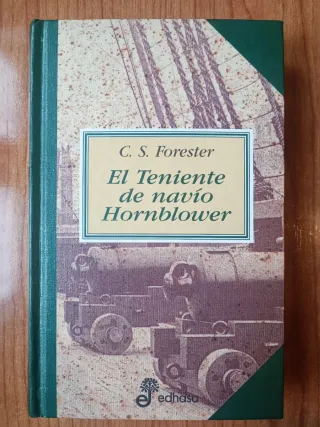 C. S. Forester
El Teniente
de navío
Hornblower
edhasa